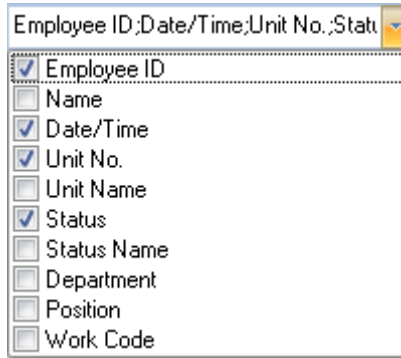 Employee ID;Date/Time;Unit No.;Statu
Employee ID
Name
Date/Time
Unit No.
Unit Name
Status
Status Name
Department
Position
Work Code